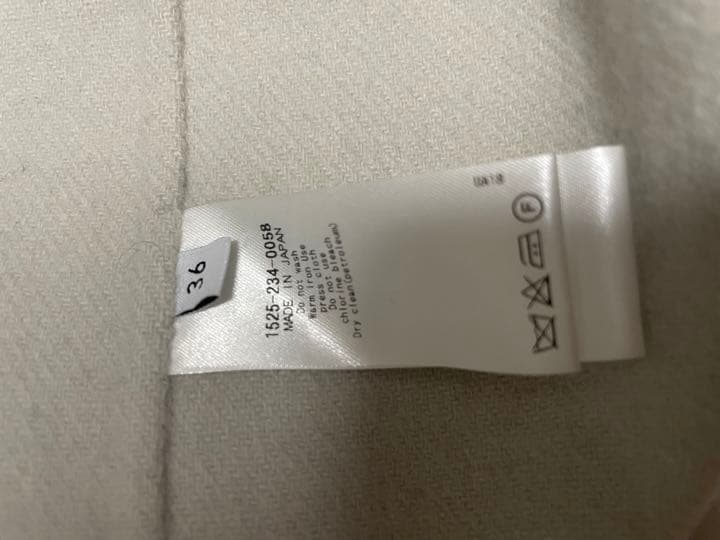 36
1525-234-0058
MADE IN JAPAN
Do not wash
Warm iron Use
press cloth
Do not use
chlorine bleach
Dry clean(petroleum)
F